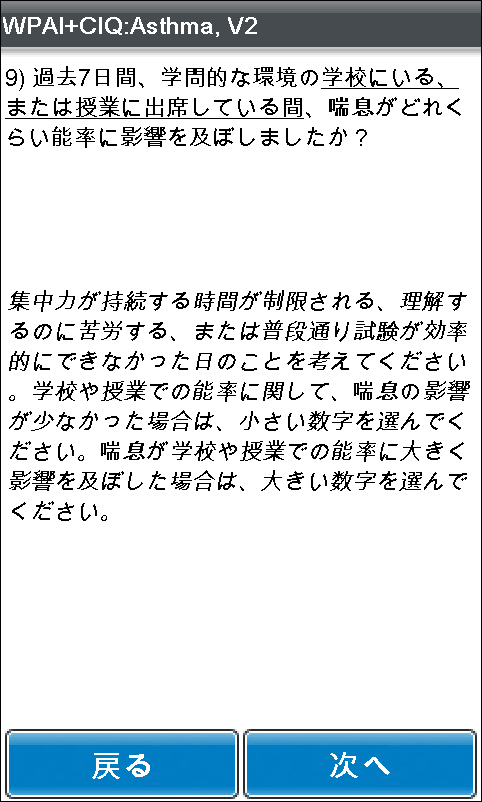 WPAI+CIQ:Asthma, V2
9) 過去7日間、学問的な環境の学校にいる、
または授業に出席している間、喘息がどれく
らい能率に影響を及ぼしましたか？
集中力が持続する時間が制限される、理解す
るのに苦労する、または普段通り試験が効率
的にできなかった日のことを考えてください
。学校や授業での能率に関して、喘息の影響
が少なかった場合は、小さい数字を選んでく
ださい。喘息が学校や授業での能率に大きく
影響を及ぼした場合は、大きい数字を選んで
ください。
戻る
次へ